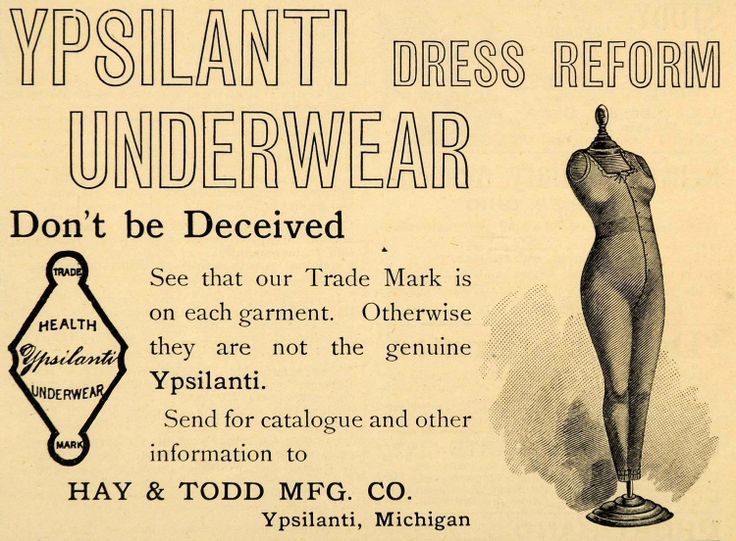 YPSILANTI DRESS REFORM
UNDERWEAR
Don't be Deceived
TRADE
HEALTH
Ypsilanti
UNDERWEAR
MARK
See that our Trade Mark is
on each garment. Otherwise
they are not the genuine
Ypsilanti.
Send for catalogue and other
information to
HAY & TODD MFG. CO.
Ypsilanti, Michigan